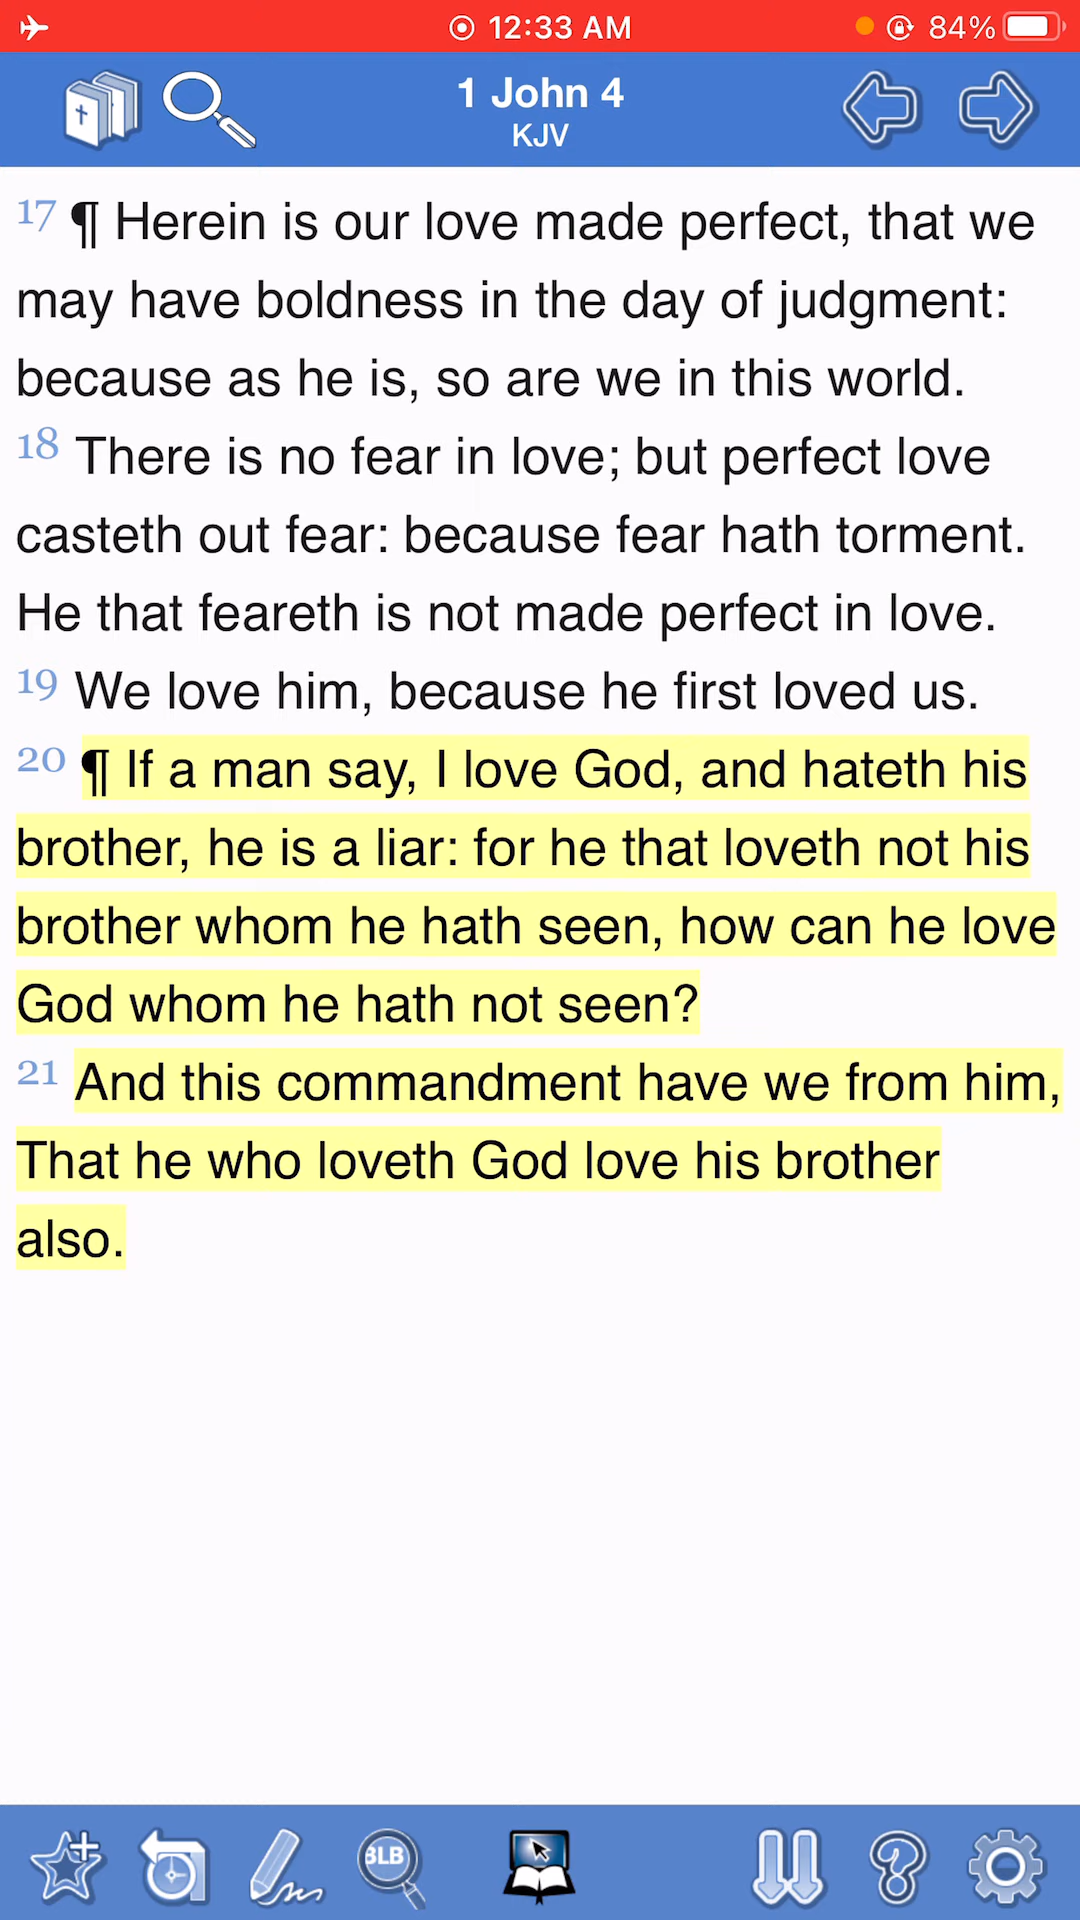 12:33 AM
84%
1 John 4
KJV
17 ¶ Herein is our love made perfect, that we
may have boldness in the day of judgment:
because as he is, so are we in this world.
18 There is no fear in love; but perfect love
casteth out fear: because fear hath torment.
He that feareth is not made perfect in love.
19 We love him, because he first loved us.
20 ¶ If a man say, I love God, and hateth his
brother, he is a liar: for he that loveth not his
brother whom he hath seen, how can he love
God whom he hath not seen?
21 And this commandment have we from him,
That he who loveth God love his brother
also.
BLB